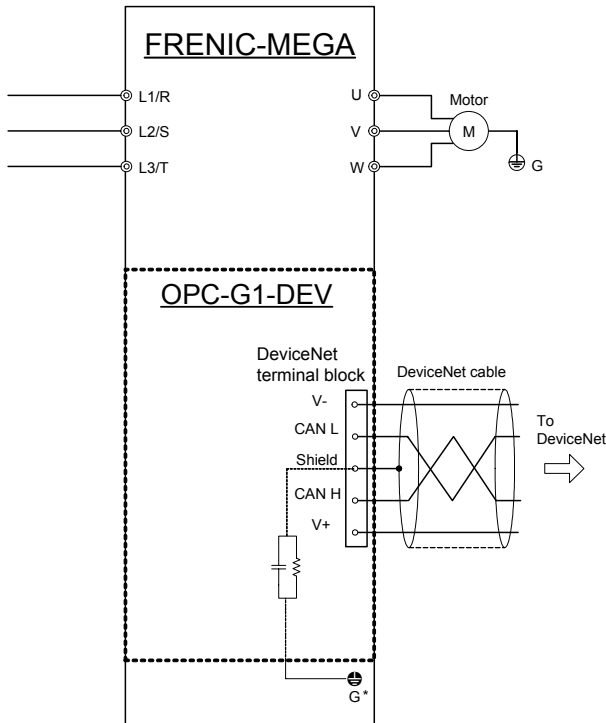 FRENIC-MEGA
L1/R
L2/S
L3/T
U
V
W
Motor
M
G
OPC-G1-DEV
DeviceNet
terminal block
DeviceNet cable
V-
CAN L
Shield
CAN H
V+
To
DeviceNet
G*